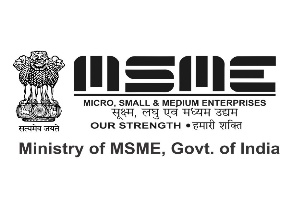 MSME
MICRO, SMALL & MEDIUM ENTERPRISES
सूक्ष्म, लघु एवं मध्यम उद्यम
OUR STRENGTH • हमारी शक्ति
सत्यमेव जयते
Ministry of MSME, Govt. of India